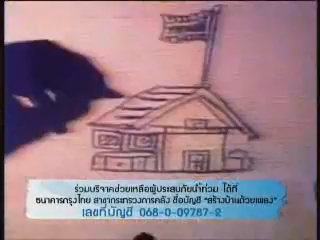 ร่วมบริจาคช่วยเหลือผู้ประสบภัยน้ำท่วม ได้ที่
ธนาคารกรุงไทย สาขากระทรวงการคลัง ชื่อบัญชี "สร้างบ้านด้วยเพลง"
เลขที่บัญชี 068-0-09787-2